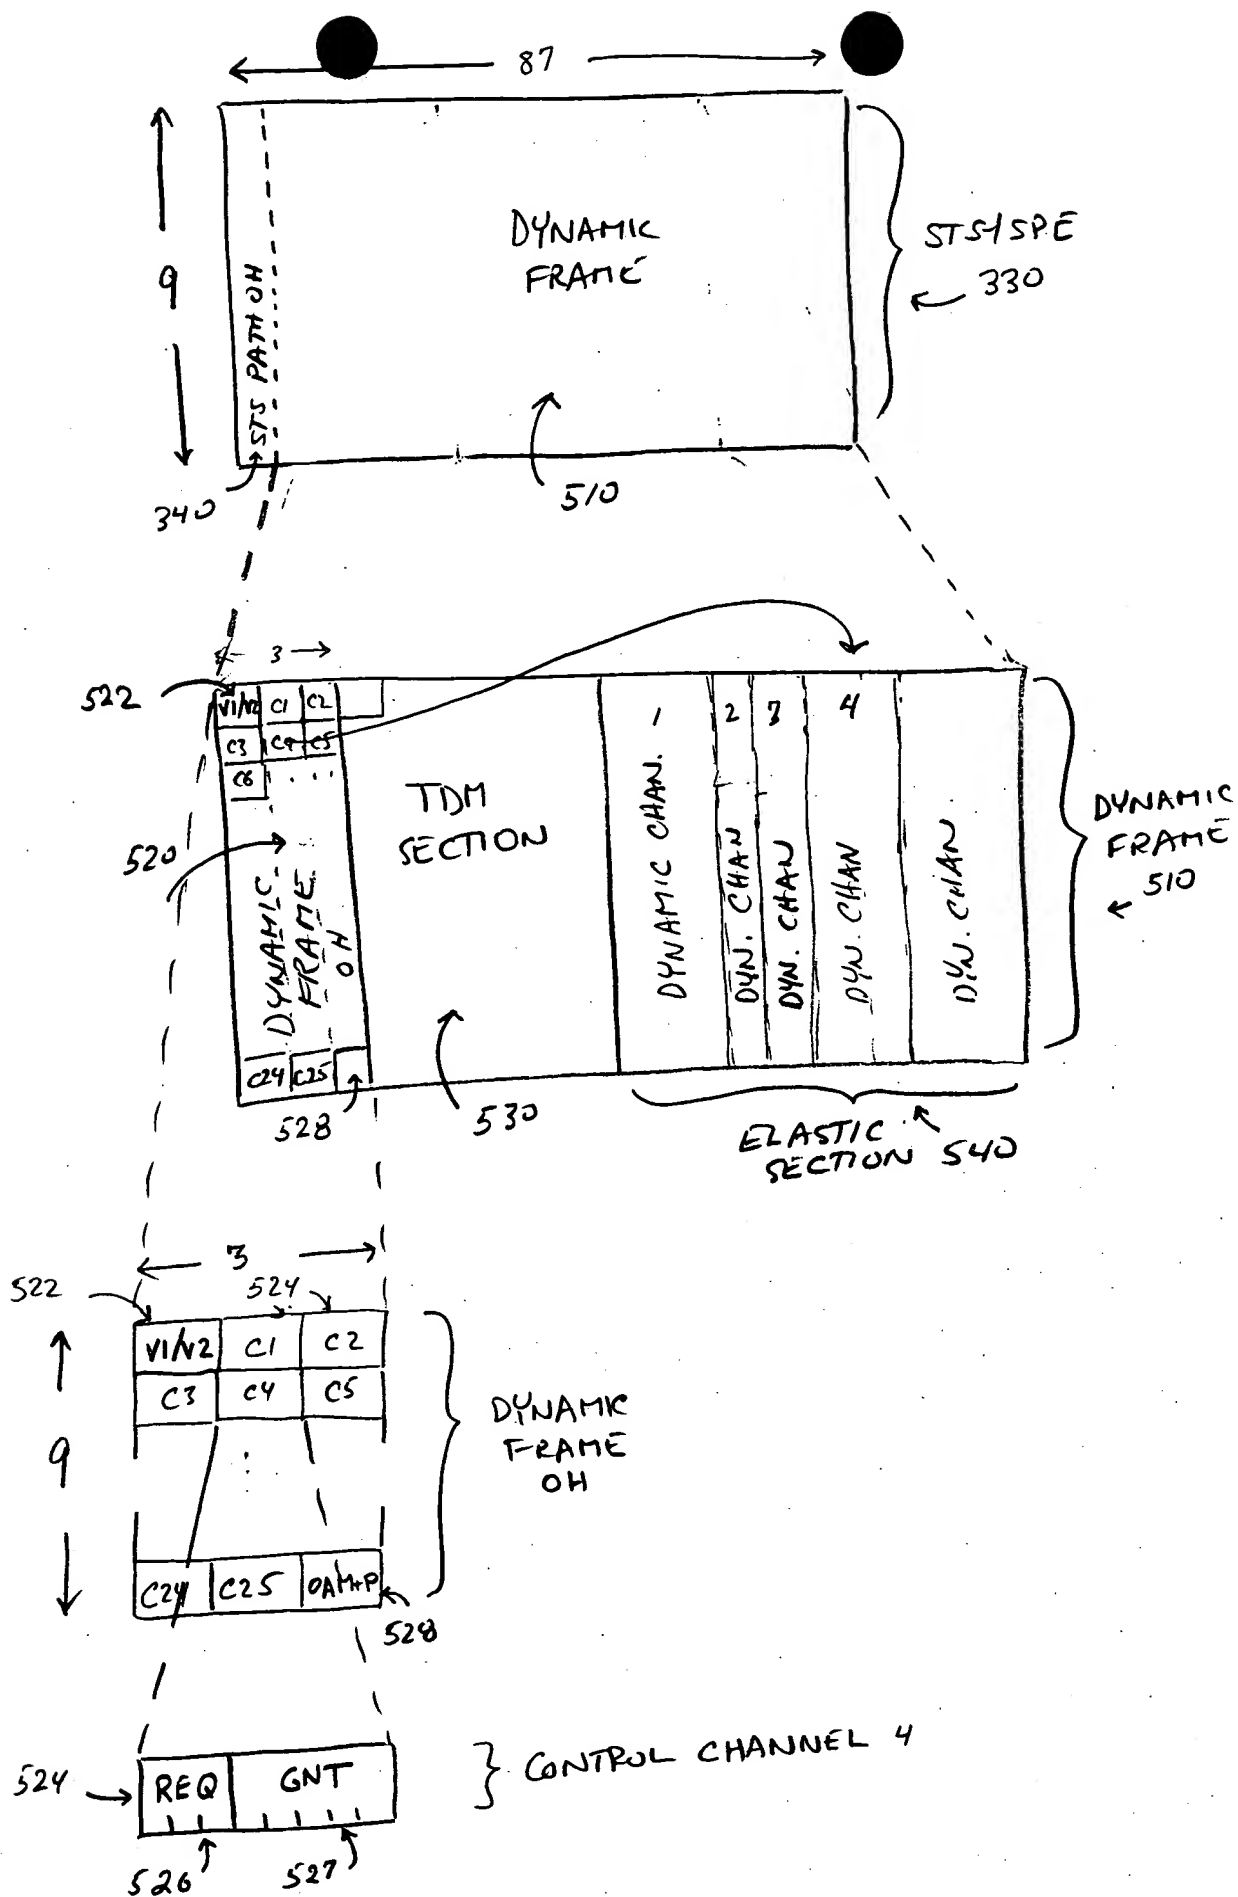 87
9
STS PATH OH
DYNAMIC
FRAME
STS1 SPE
330
340
510
3
522
V1/V2 C1 C2
C3 C4 C5
C6 ...
520
DYNAMIC
FRAME
OH
C24 C25
528
TDM
SECTION
530
1 2 3 4
DYNAMIC CHAN.
DYN. CHAN
DYN. CHAN
DYN. CHAN
DYN. CHAN
DYNAMIC
FRAME
510
ELASTIC
SECTION 540
3
522
524
9
V1/V2 C1 C2
C3 C4 C5
C24 C25 OAM+P
528
DYNAMIC
FRAME
OH
524
REQ GNT
526
527
CONTROL CHANNEL 4